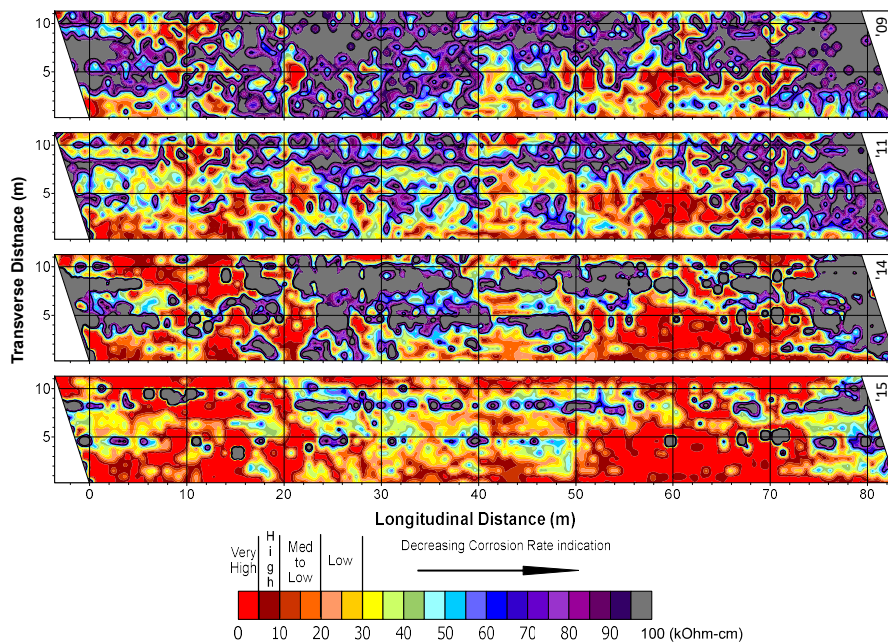 10
5
'09
10
5
'11
Transverse Distnace (m)
10
5
'14
10
5
'15
0 10 20 30 40 50 60 70 80
Longitudinal Distance (m)
Very High
High
Med to Low
Low
Decreasing Corrosion Rate indication
0 10 20 30 40 50 60 70 80 90 100 (kOhm-cm)